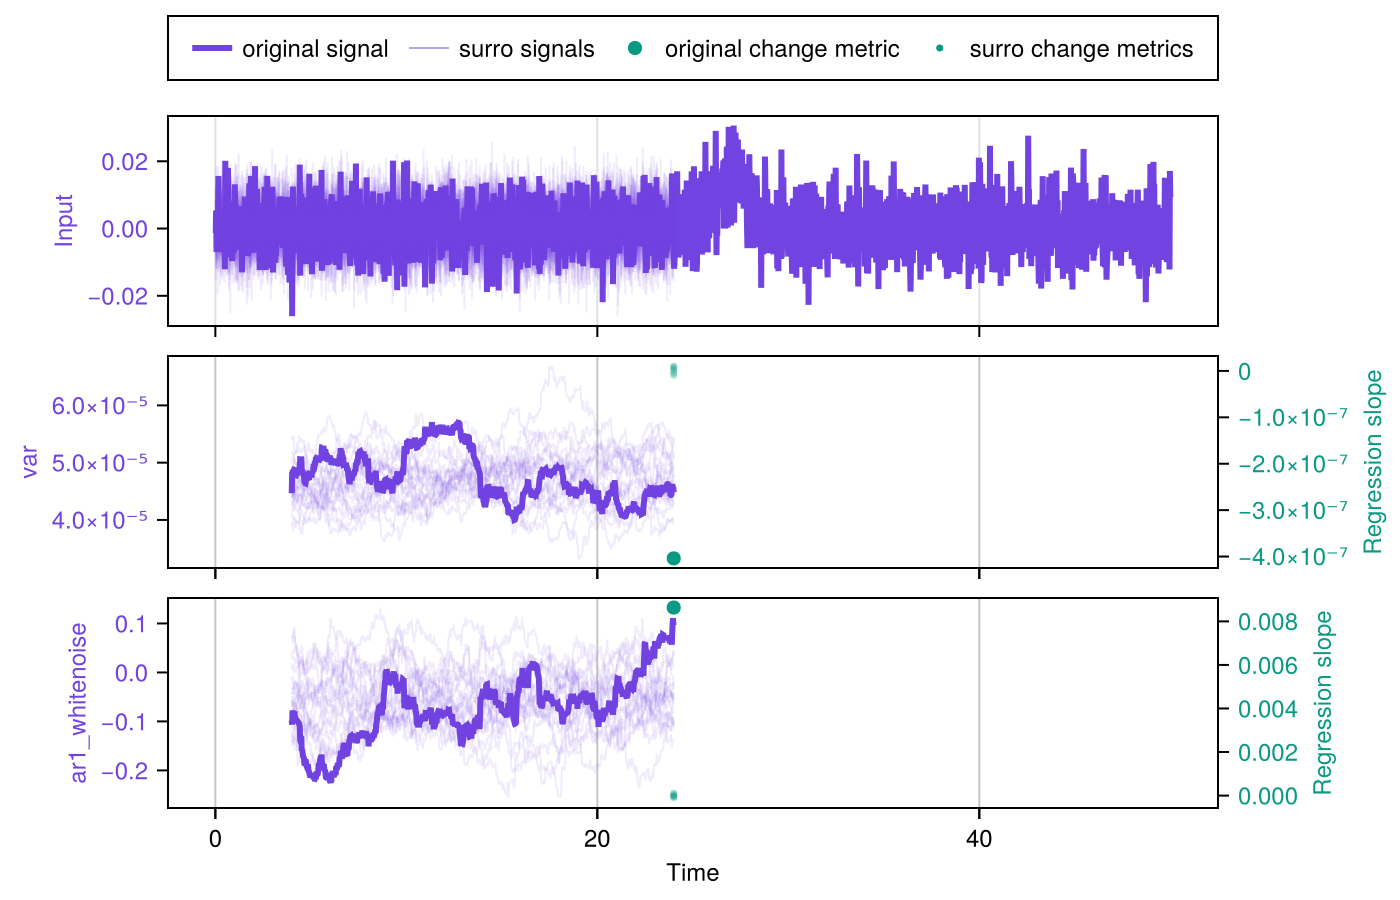 original signal surro signals original change metric surro change metrics
Input
0.02
0.00
−0.02
var
6.0×10⁻⁵
5.0×10⁻⁵
4.0×10⁻⁵
0
−1.0×10⁻⁷
−2.0×10⁻⁷
−3.0×10⁻⁷
−4.0×10⁻⁷
Regression slope
ar1_whitenoise
0.1
0.0
−0.1
−0.2
0.008
0.006
0.004
0.002
0.000
Regression slope
0 20 40
Time